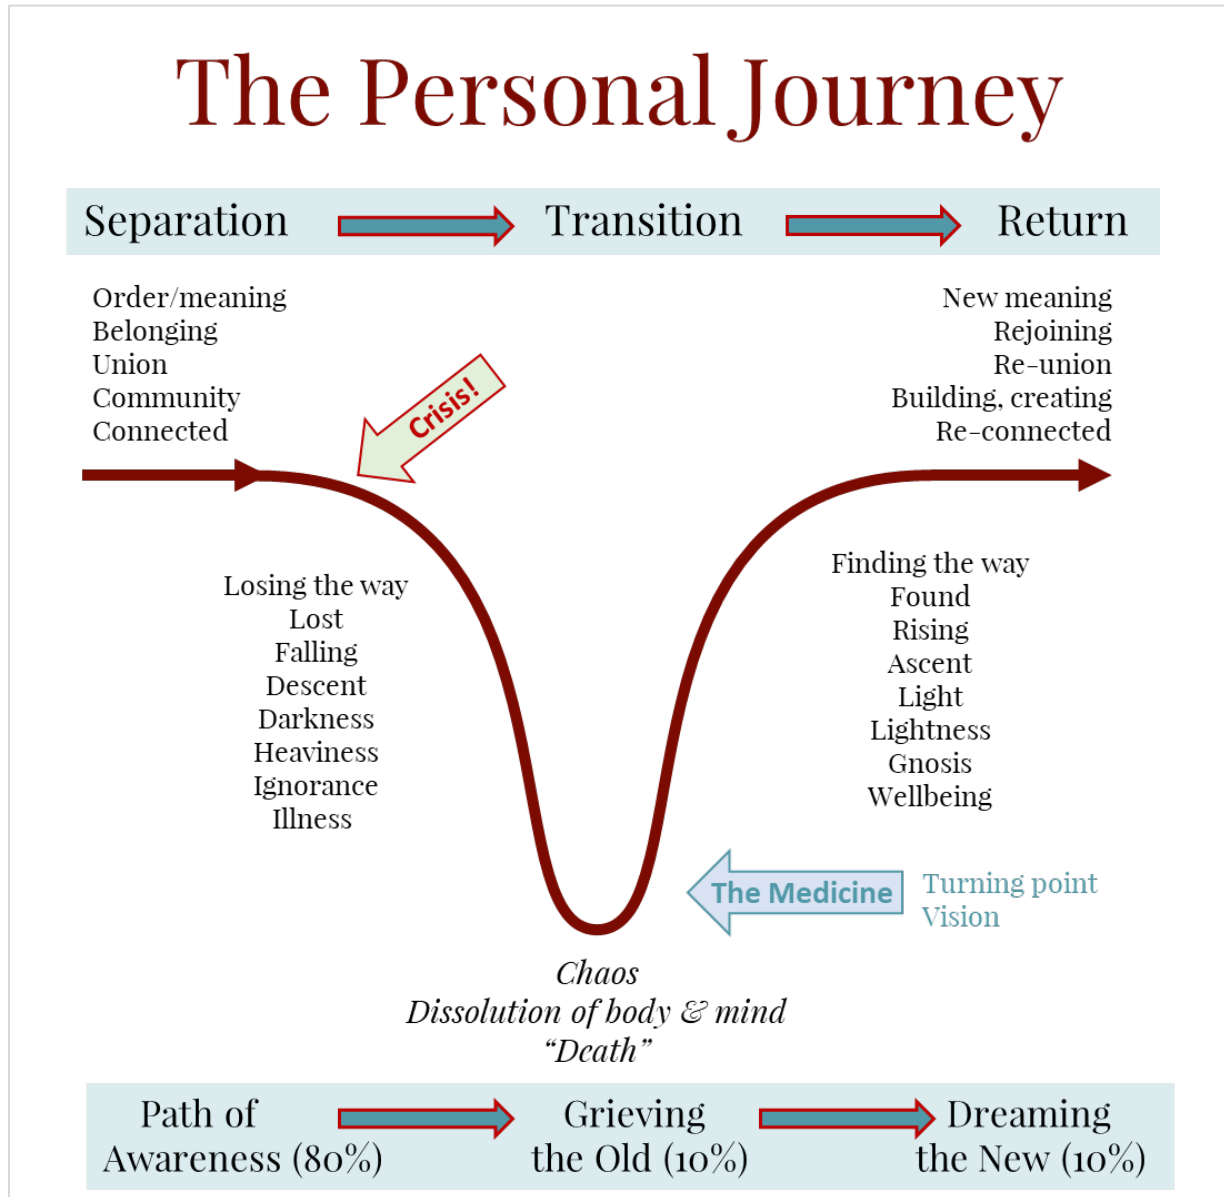 The Personal Journey
Separation
Transition
Return
Order/meaning
Belonging
Union
Community
Connected
New meaning
Rejoining
Re-union
Building, creating
Re-connected
Crisis!
Losing the way
Lost
Falling
Descent
Darkness
Heaviness
Ignorance
Illness
Finding the way
Found
Rising
Ascent
Light
Lightness
Gnosis
Wellbeing
The Medicine
Turning point
Vision
Chaos
Dissolution of body & mind
“Death”
Path of
Awareness (80%)
Grieving
the Old (10%)
Dreaming
the New (10%)